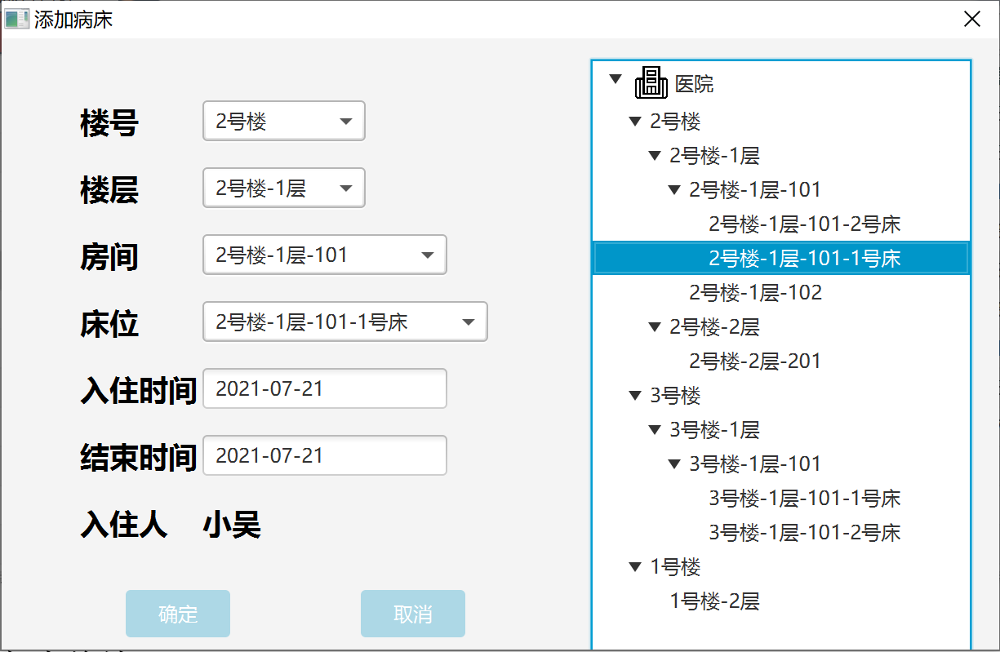 添加病床
楼号 2号楼
楼层 2号楼-1层
房间 2号楼-1层-101
床位 2号楼-1层-101-1号床
入住时间 2021-07-21
结束时间 2021-07-21
入住人 小吴
确定 取消
医院
2号楼
2号楼-1层
2号楼-1层-101
2号楼-1层-101-2号床
2号楼-1层-101-1号床
2号楼-1层-102
2号楼-2层
2号楼-2层-201
3号楼
3号楼-1层
3号楼-1层-101
3号楼-1层-101-1号床
3号楼-1层-101-2号床
1号楼
1号楼-2层